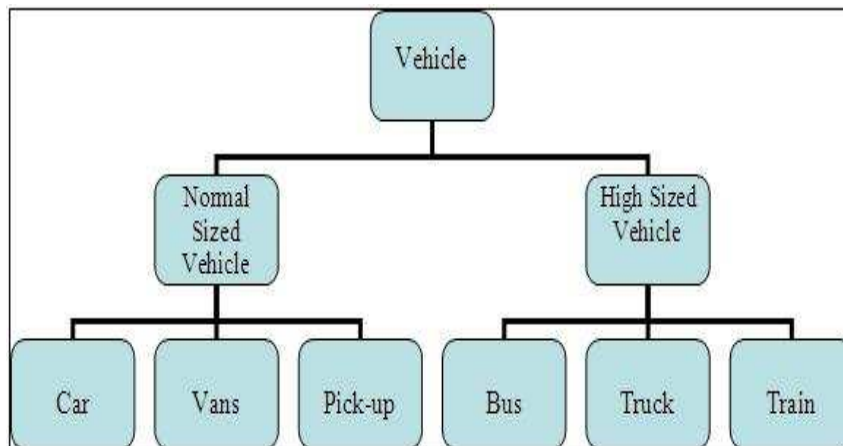 Vehicle
Normal
Sized
Vehicle
High Sized
Vehicle
Car
Vans
Pick-up
Bus
Truck
Train